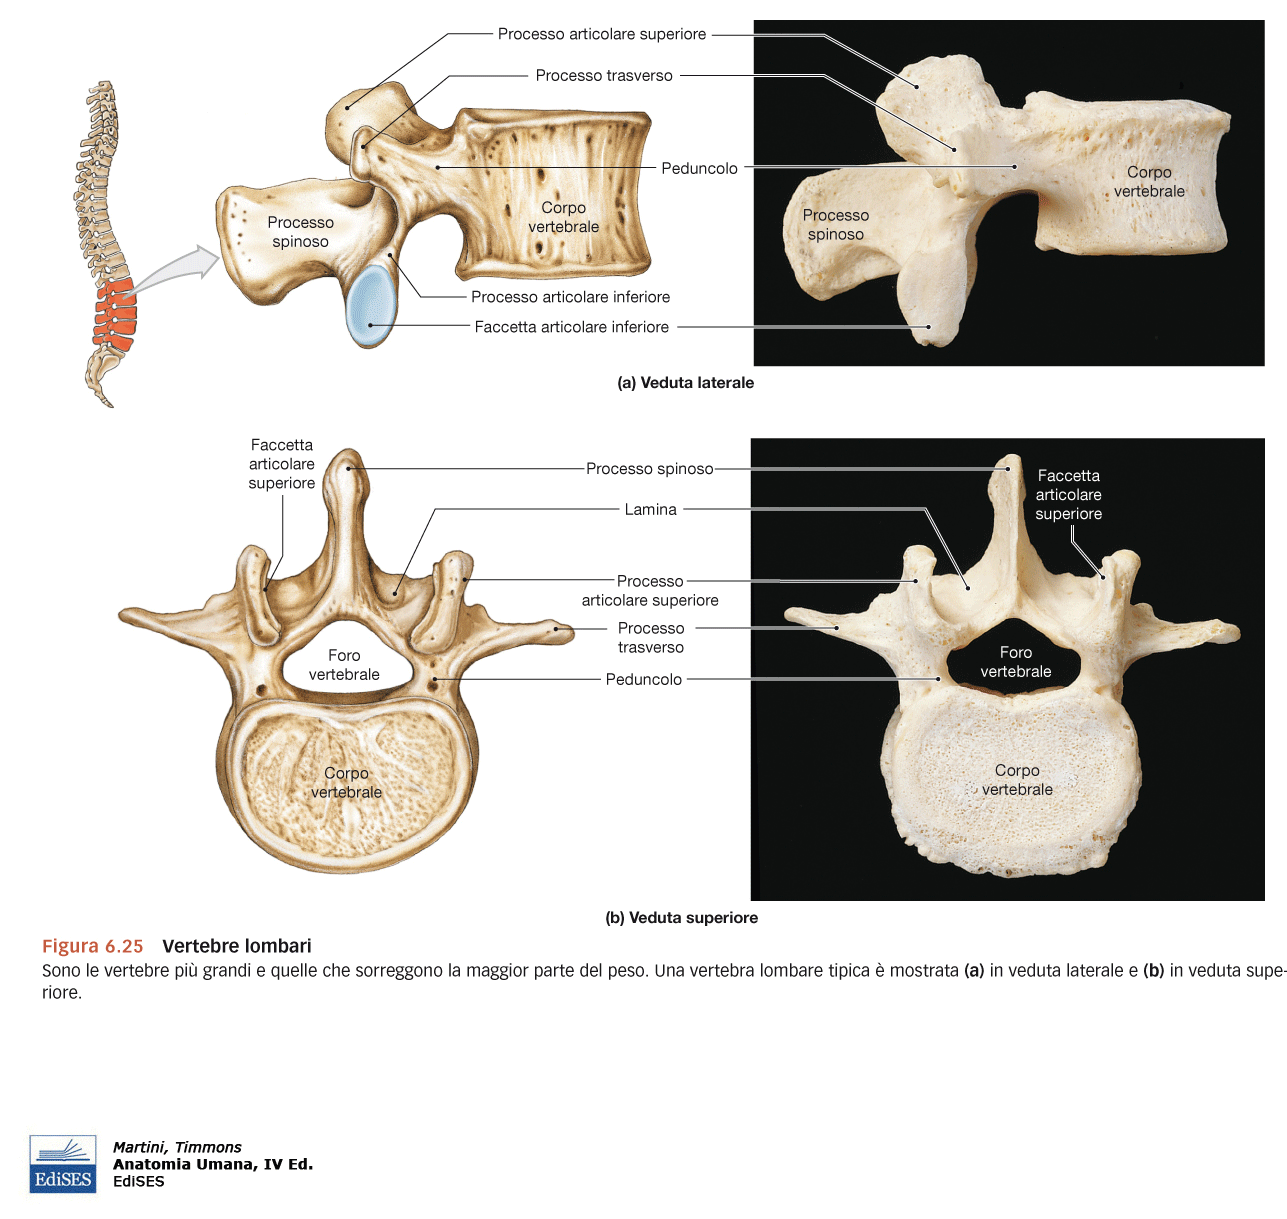 Processo articolare superiore
Processo trasverso
Peduncolo
Corpo
vertebrale
Processo
spinoso
Processo articolare inferiore
Faccetta articolare inferiore
Corpo
vertebrale
Processo
spinoso
(a) Veduta laterale
Faccetta
articolare
superiore
Processo spinoso
Lamina
Processo
articolare superiore
Processo
trasverso
Peduncolo
Foro
vertebrale
Corpo
vertebrale
Faccetta
articolare
superiore
Foro
vertebrale
Corpo
vertebrale
(b) Veduta superiore
Figura 6.25 Vertebre lombari
Sono le vertebre più grandi e quelle che sorreggono la maggior parte del peso. Una vertebra lombare tipica è mostrata (a) in veduta laterale e (b) in veduta supe-
riore.
EdiSES
Martini, Timmons
Anatomia Umana, IV Ed.
EdiSES